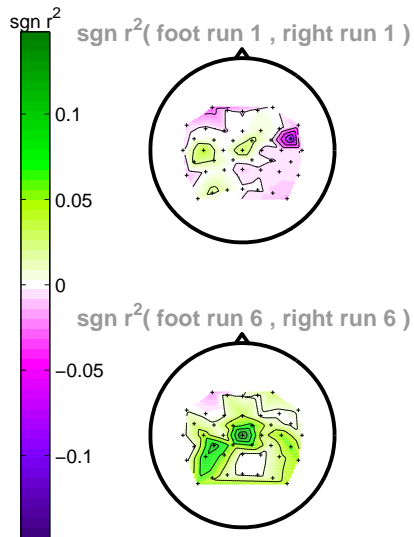 sgn r²
sgn r²( foot run 1 , right run 1 )
0.1
0.05
0
−0.05
−0.1
sgn r²( foot run 6 , right run 6 )